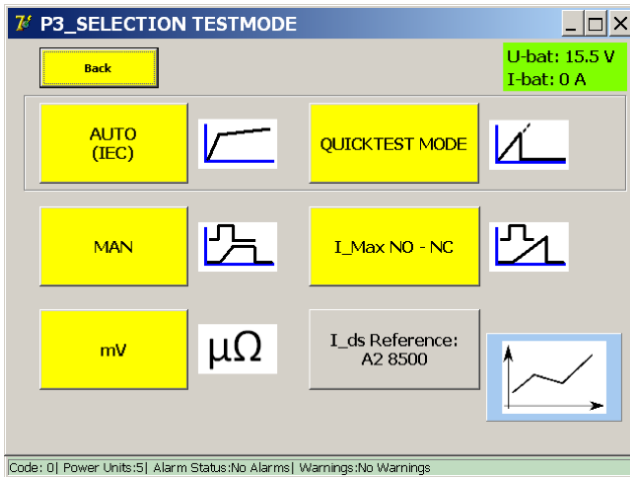 P3_SELECTION TESTMODE
Back
U-bat: 15.5 V
I-bat: 0 A
AUTO
(IEC)
QUICKTEST MODE
MAN
I_Max NO - NC
mV
μΩ
I_ds Reference:
A2 8500
Code: 0| Power Units:5| Alarm Status:No Alarms| Warnings:No Warnings